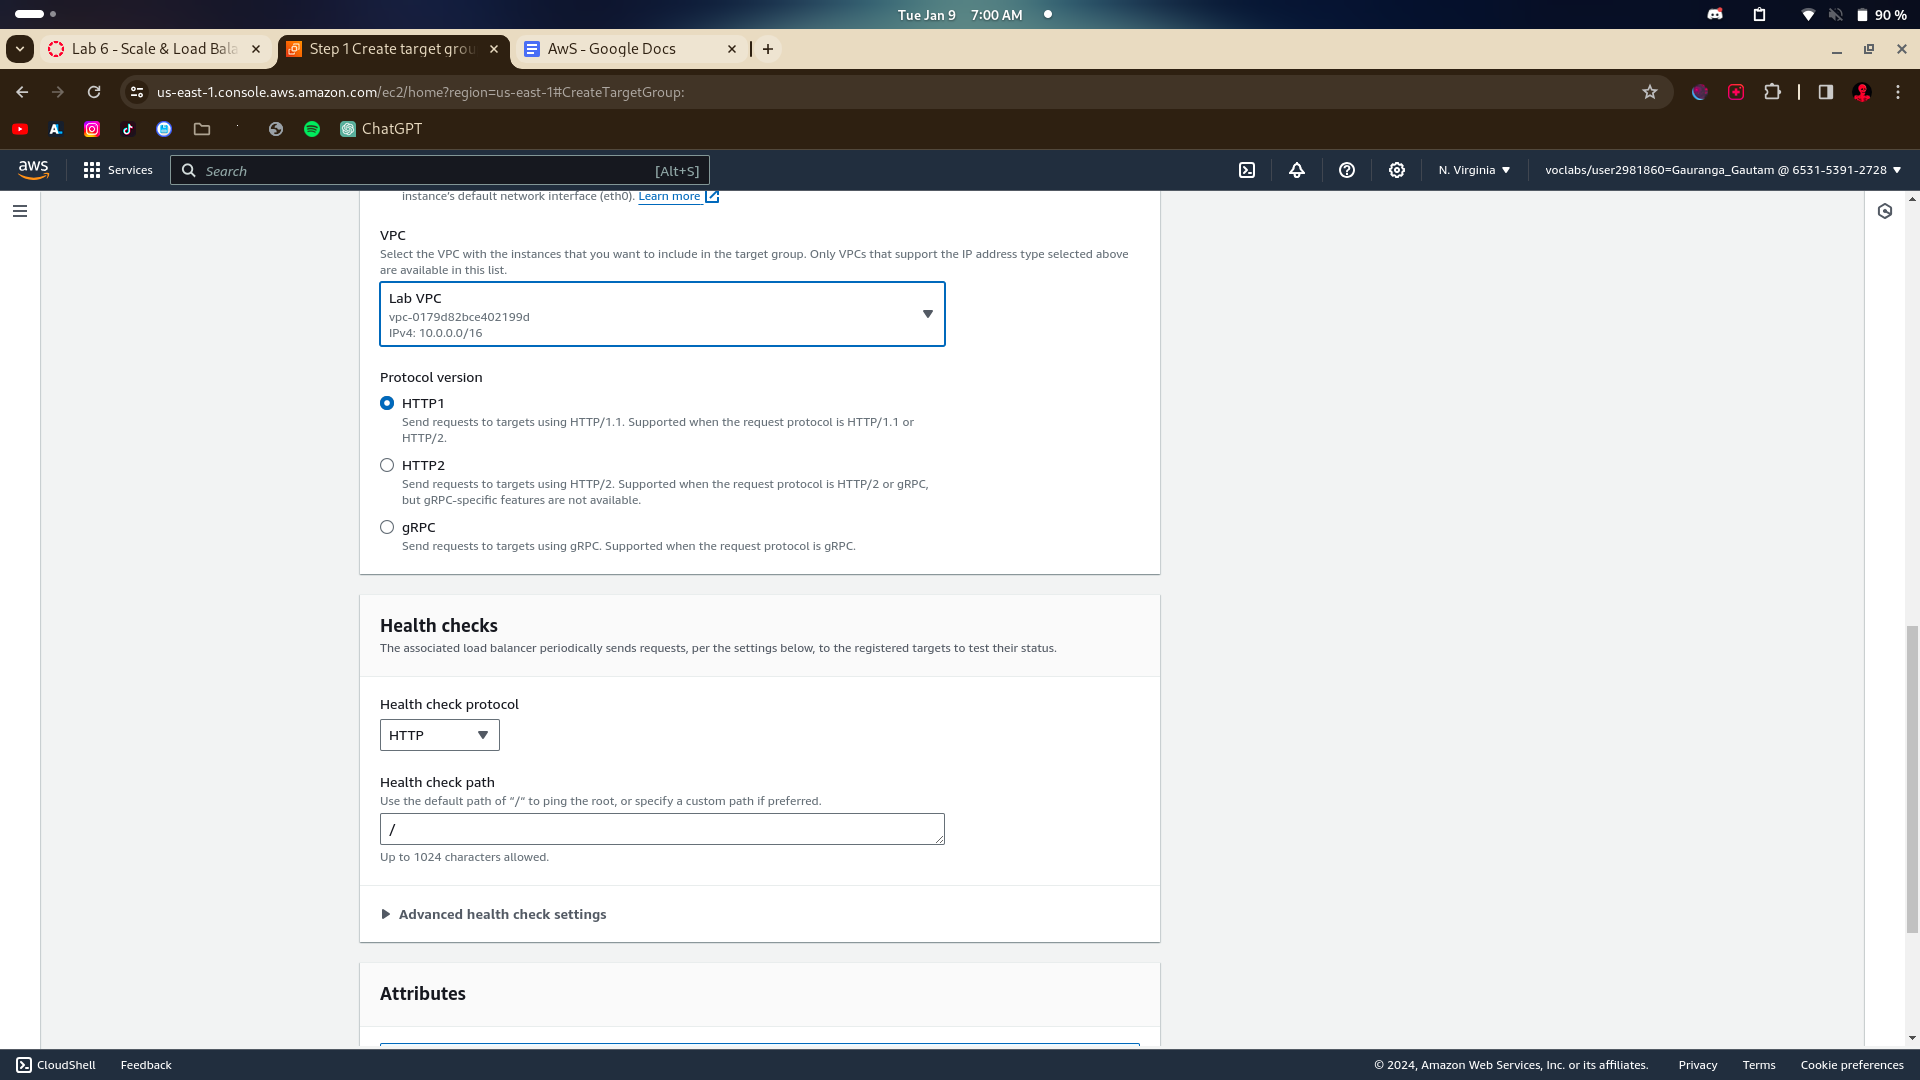 Tue Jan 9 7:00 AM
90 %
Lab 6 - Scale & Load Bala
Step 1 Create target grou
AwS - Google Docs
us-east-1.console.aws.amazon.com/ec2/home?region=us-east-1#CreateTargetGroup:
ChatGPT
aws
Services
Search
[Alt+S]
N. Virginia
voclabs/user2981860=Gauranga_Gautam @ 6531-5391-2728
instance's default network interface (eth0). Learn more
VPC
Select the VPC with the instances that you want to include in the target group. Only VPCs that support the IP address type selected above
are available in this list.
Lab VPC
vpc-0179d82bce402199d
IPv4: 10.0.0.0/16
Protocol version
HTTP1
Send requests to targets using HTTP/1.1. Supported when the request protocol is HTTP/1.1 or
HTTP/2.
HTTP2
Send requests to targets using HTTP/2. Supported when the request protocol is HTTP/2 or gRPC,
but gRPC-specific features are not available.
gRPC
Send requests to targets using gRPC. Supported when the request protocol is gRPC.
Health checks
The associated load balancer periodically sends requests, per the settings below, to the registered targets to test their status.
Health check protocol
HTTP
Health check path
Use the default path of "/" to ping the root, or specify a custom path if preferred.
/
Up to 1024 characters allowed.
Advanced health check settings
Attributes
CloudShell
Feedback
© 2024, Amazon Web Services, Inc. or its affiliates.
Privacy
Terms
Cookie preferences